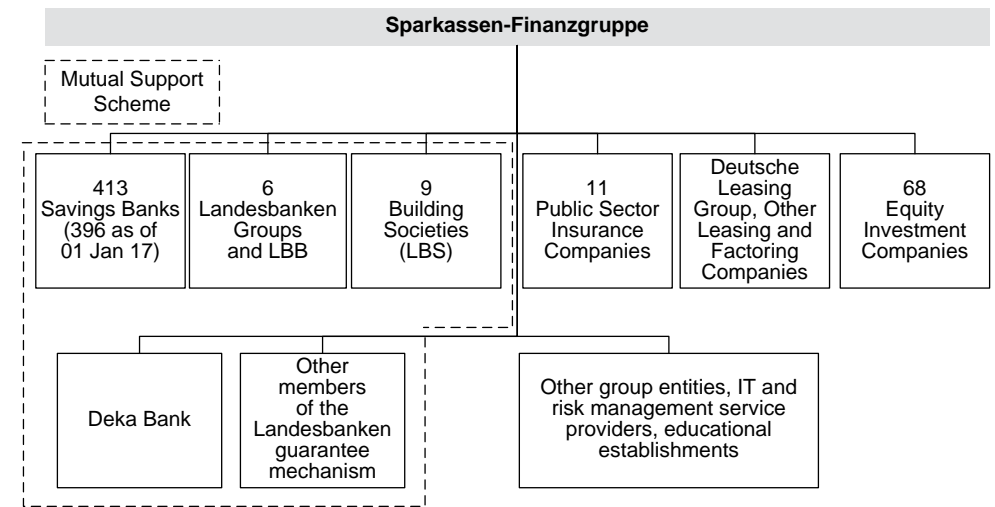 Sparkassen-Finanzgruppe
Mutual Support
Scheme
413
Savings Banks
(396 as of
01 Jan 17)
6
Landesbanken
Groups
and LBB
9
Building
Societies
(LBS)
11
Public Sector
Insurance
Companies
Deutsche
Leasing
Group, Other
Leasing and
Factoring
Companies
68
Equity
Investment
Companies
Deka Bank
Other
members
of the
Landesbanken
guarantee
mechanism
Other group entities, IT and
risk management service
providers, educational
establishments